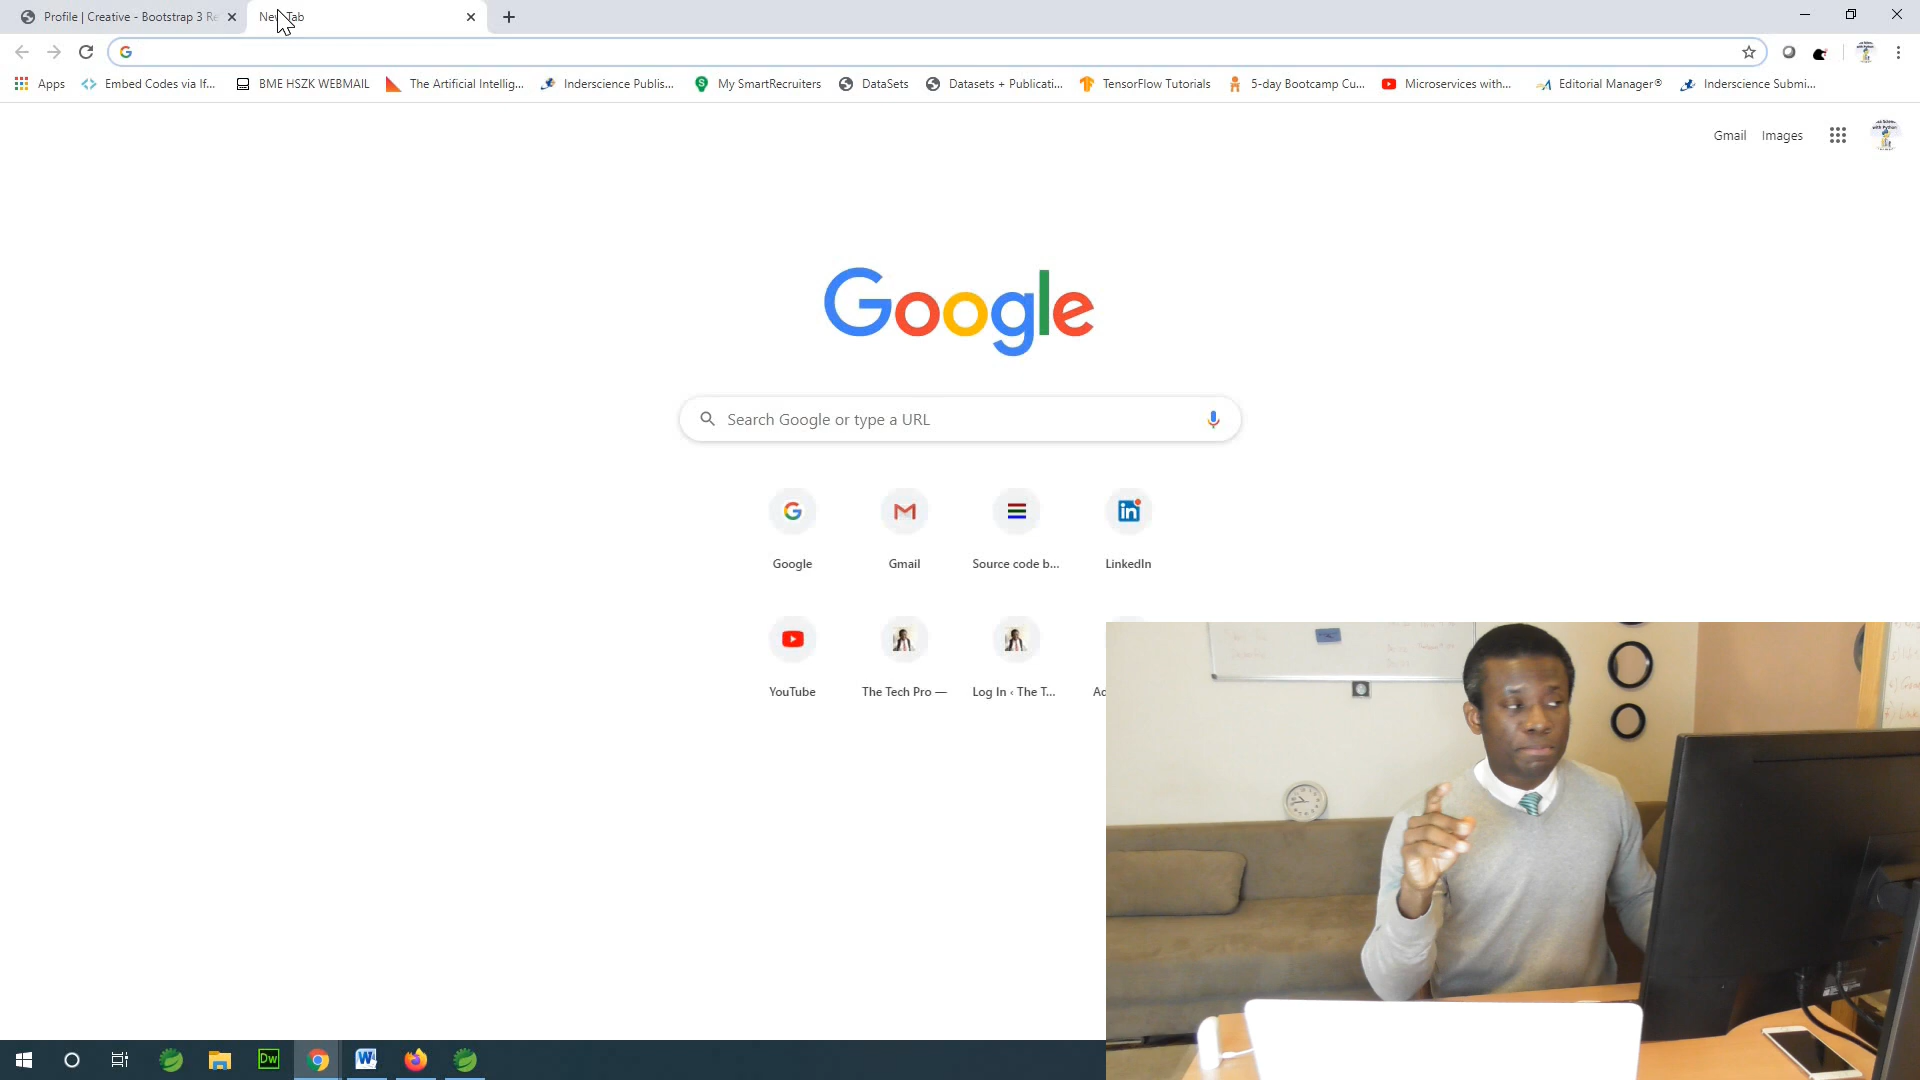 Profile | Creative - Bootstrap 3 Re
New Tab
Apps
Embed Codes via If...
BME HSZK WEBMAIL
The Artificial Intellig...
Inderscience Publis...
My SmartRecruiters
DataSets
Datasets + Publicati...
TensorFlow Tutorials
5-day Bootcamp Cu...
Microservices with...
Editorial Manager®
Inderscience Submi...
Gmail
Images
Google
Search Google or type a URL
Google
Gmail
Source code b...
LinkedIn
YouTube
The Tech Pro —
Log In ‹ The T...
Ad
Dw